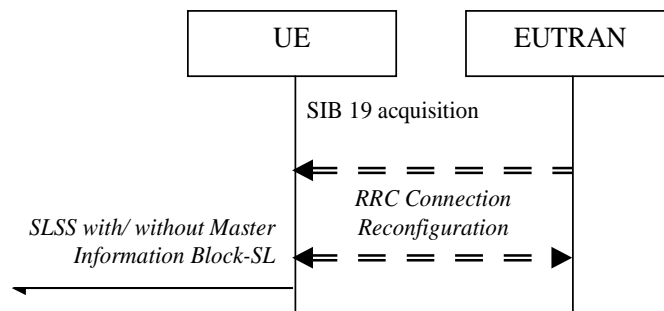 UE
EUTRAN
SIB 19 acquisition
RRC Connection
Reconfiguration
SLSS with/ without Master
Information Block-SL